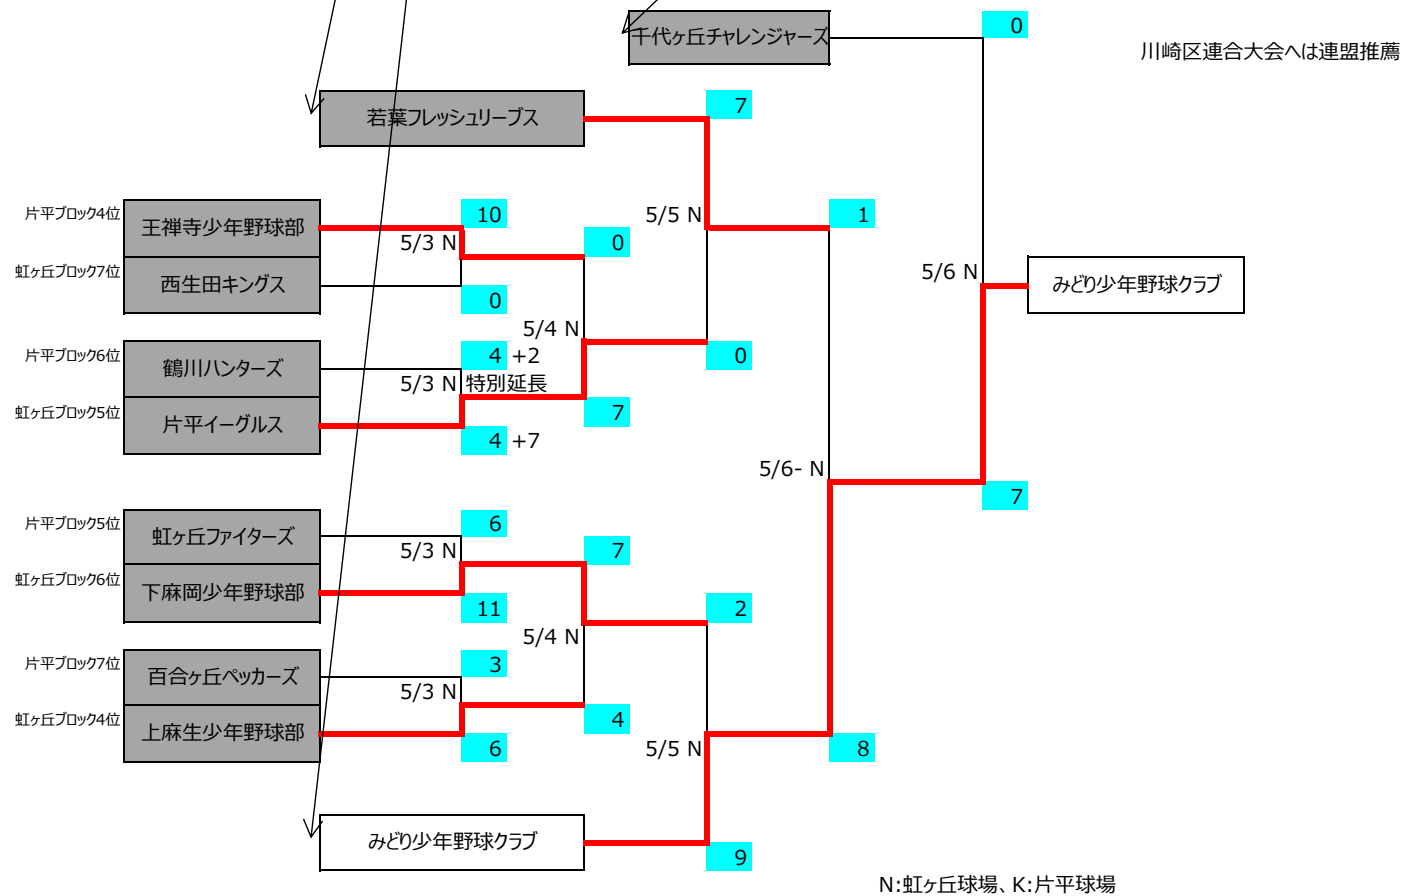 0
千代ヶ丘チャレンジャーズ
川崎区連合大会へは連盟推薦
7
若葉フレッシュリーブス
片平ブロック4位
王禅寺少年野球部
10
5/5 N
1
5/3 N
0
虹ヶ丘ブロック7位
西生田キングス
0
5/6 N
みどり少年野球クラブ
5/4 N
片平ブロック6位
鶴川ハンターズ
4 +2
0
5/3 N 特別延長
虹ヶ丘ブロック5位
片平イーグルス
7
4 +7
5/6- N
7
片平ブロック5位
虹ヶ丘ファイターズ
6
5/3 N
7
虹ヶ丘ブロック6位
下麻岡少年野球部
11
2
5/4 N
片平ブロック7位
百合ヶ丘ペッカーズ
3
5/3 N
虹ヶ丘ブロック4位
上麻生少年野球部
4
6
5/5 N
8
みどり少年野球クラブ
9
N:虹ヶ丘球場、K:片平球場